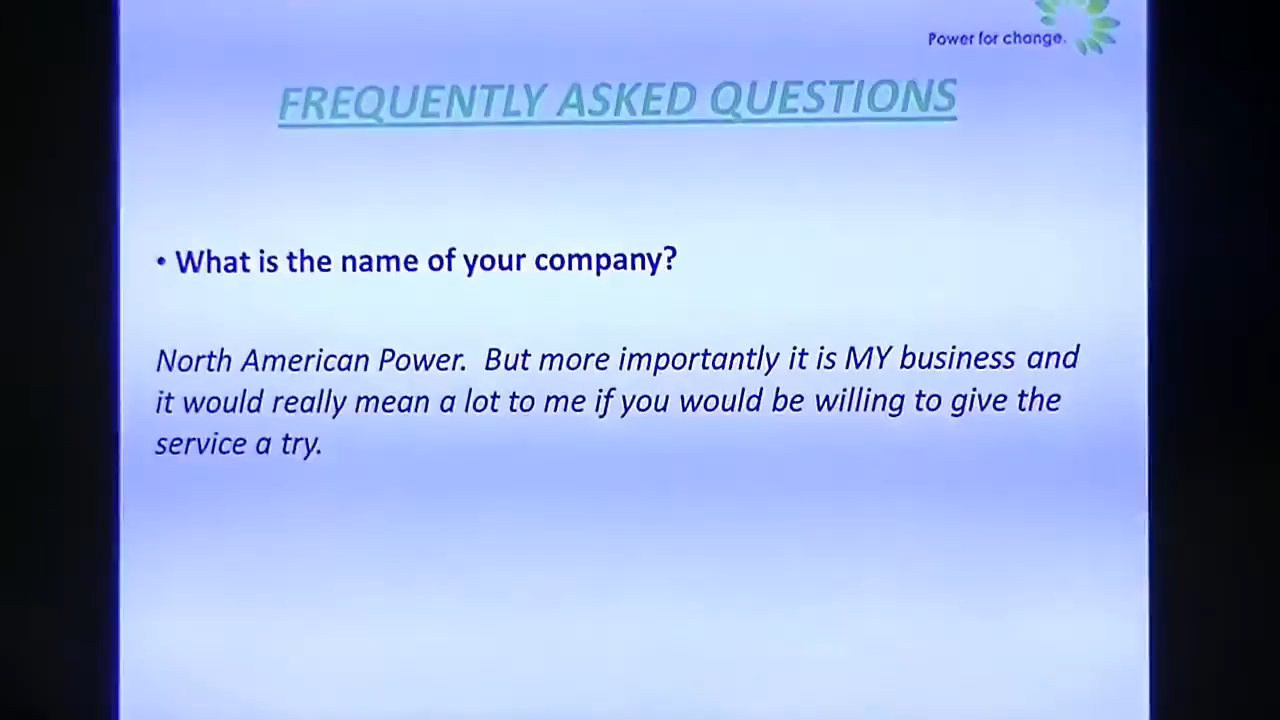 Power for change.
FREQUENTLY ASKED QUESTIONS
• What is the name of your company?
North American Power.  But more importantly it is MY business and
it would really mean a lot to me if you would be willing to give the
service a try.